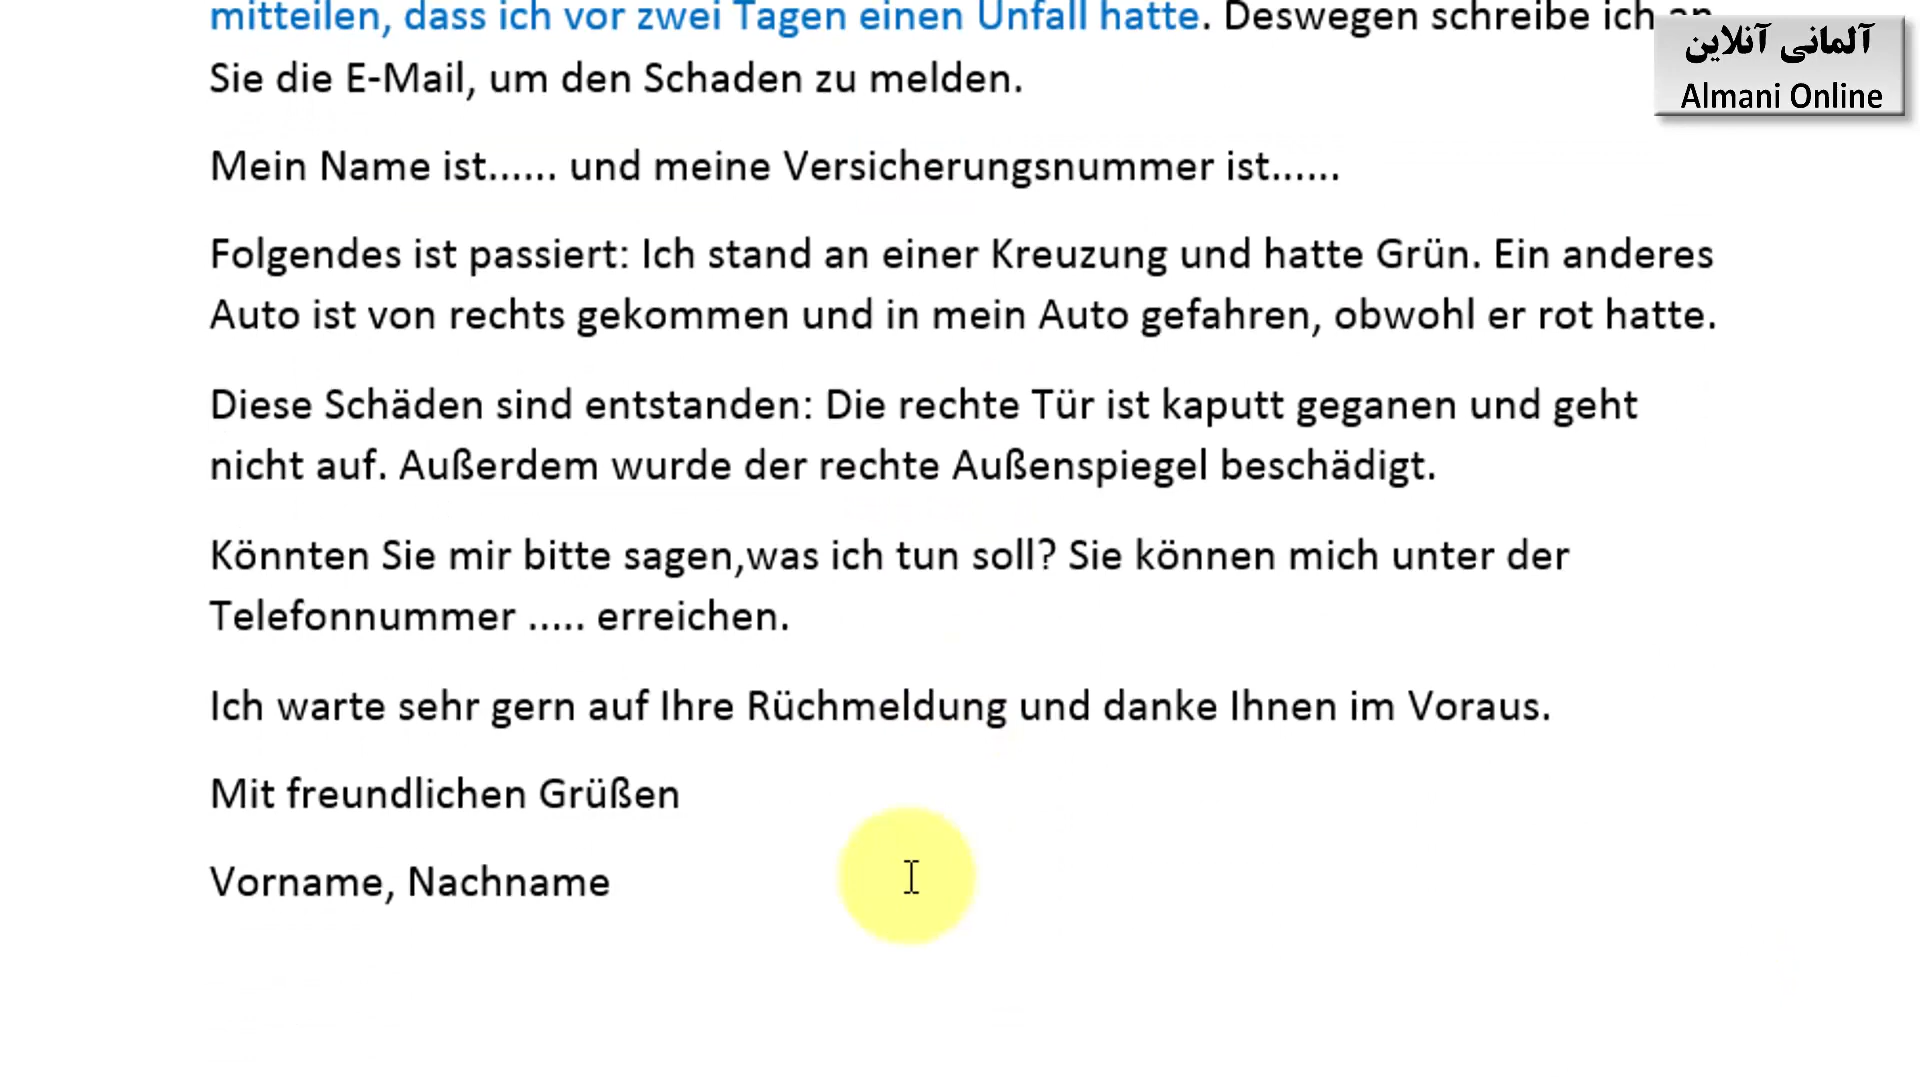 mitteilen, dass ich vor zwei Tagen einen Unfall hatte. Deswegen schreibe ich an
آلمانی آنلاین
Almani Online
Sie die E-Mail, um den Schaden zu melden.
Mein Name ist...... und meine Versicherungsnummer ist......
Folgendes ist passiert: Ich stand an einer Kreuzung und hatte Grün. Ein anderes
Auto ist von rechts gekommen und in mein Auto gefahren, obwohl er rot hatte.
Diese Schäden sind entstanden: Die rechte Tür ist kaputt geganen und geht
nicht auf. Außerdem wurde der rechte Außenspiegel beschädigt.
Könnten Sie mir bitte sagen,was ich tun soll? Sie können mich unter der
Telefonnummer ..... erreichen.
Ich warte sehr gern auf Ihre Rüchmeldung und danke Ihnen im Voraus.
Mit freundlichen Grüßen
Vorname, Nachname